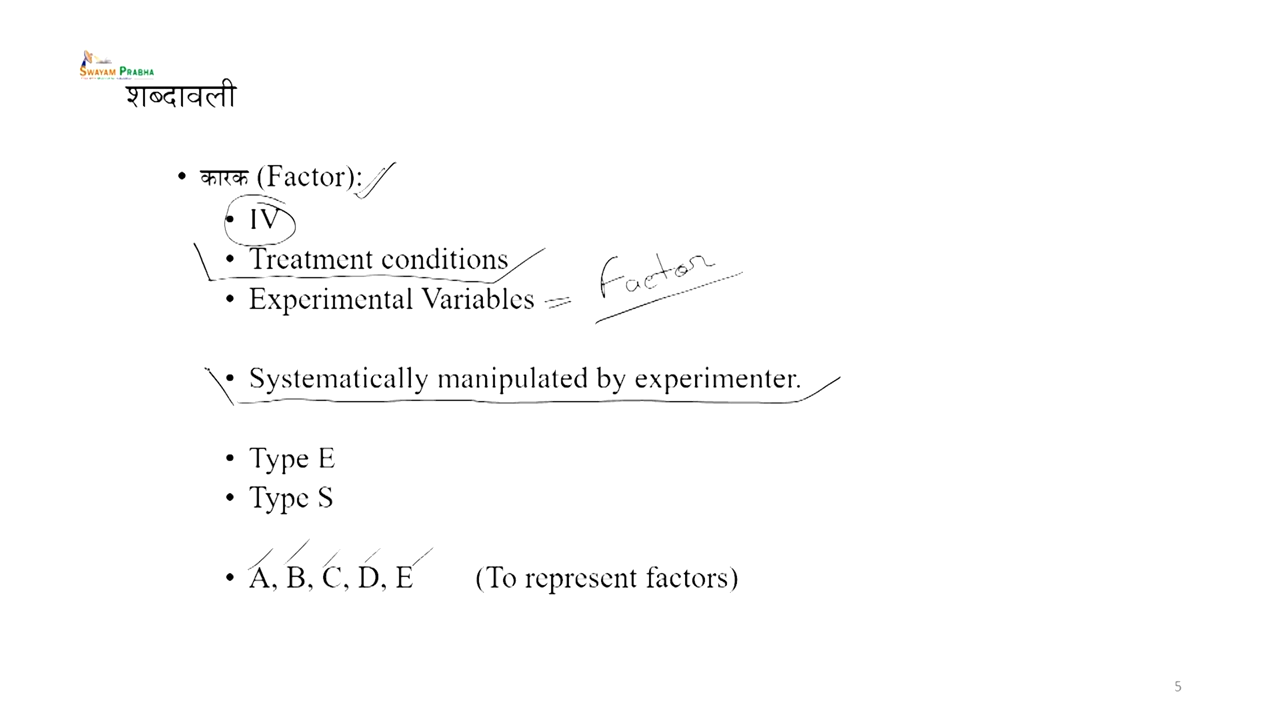 SWAYAM PRABHA
शब्दावली
• कारक (Factor):
• IV
• Treatment conditions
• Experimental Variables = Factor
• Systematically manipulated by experimenter.
• Type E
• Type S
• A, B, C, D, E (To represent factors)
5